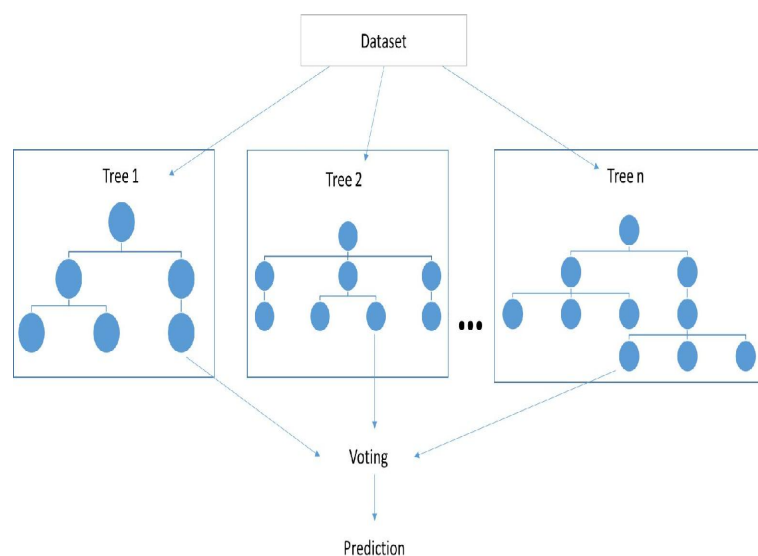 Dataset
Tree 1
Tree 2
Tree n
...
Voting
Prediction